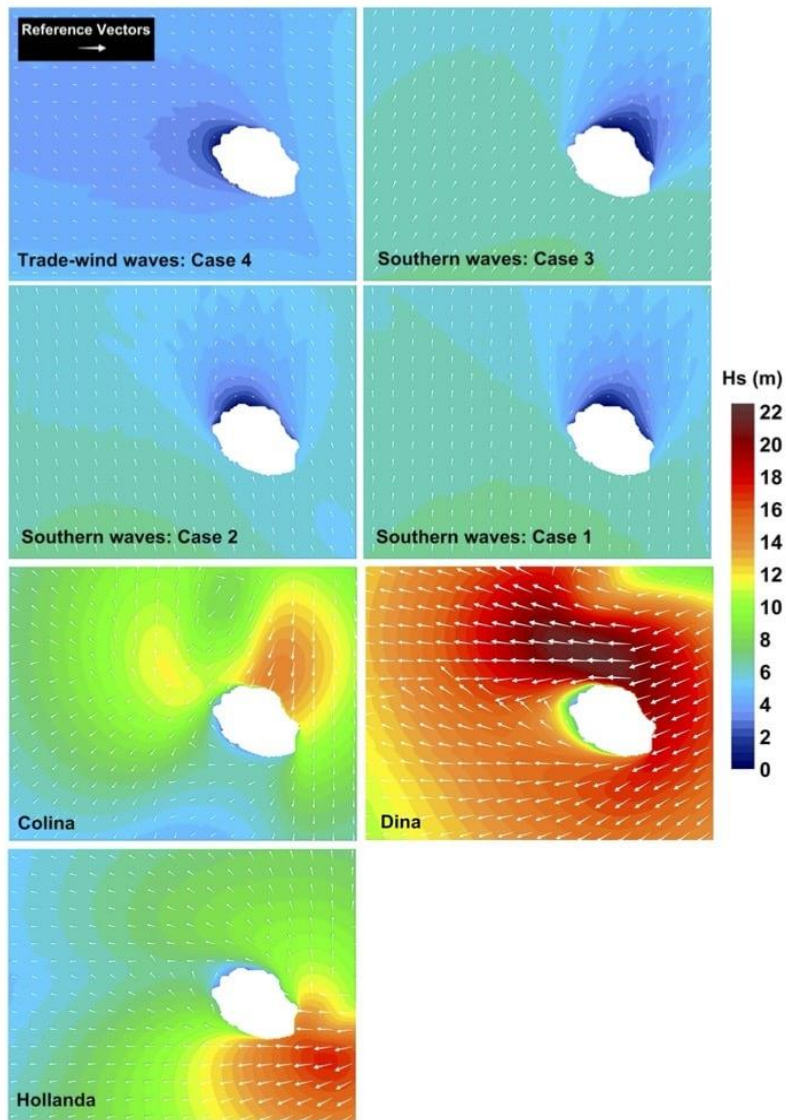 Reference Vectors
Trade-wind waves: Case 4
Southern waves: Case 3
Southern waves: Case 2
Southern waves: Case 1
Hs (m)
22
20
18
16
14
12
10
8
6
4
2
0
Colina
Dina
Hollanda